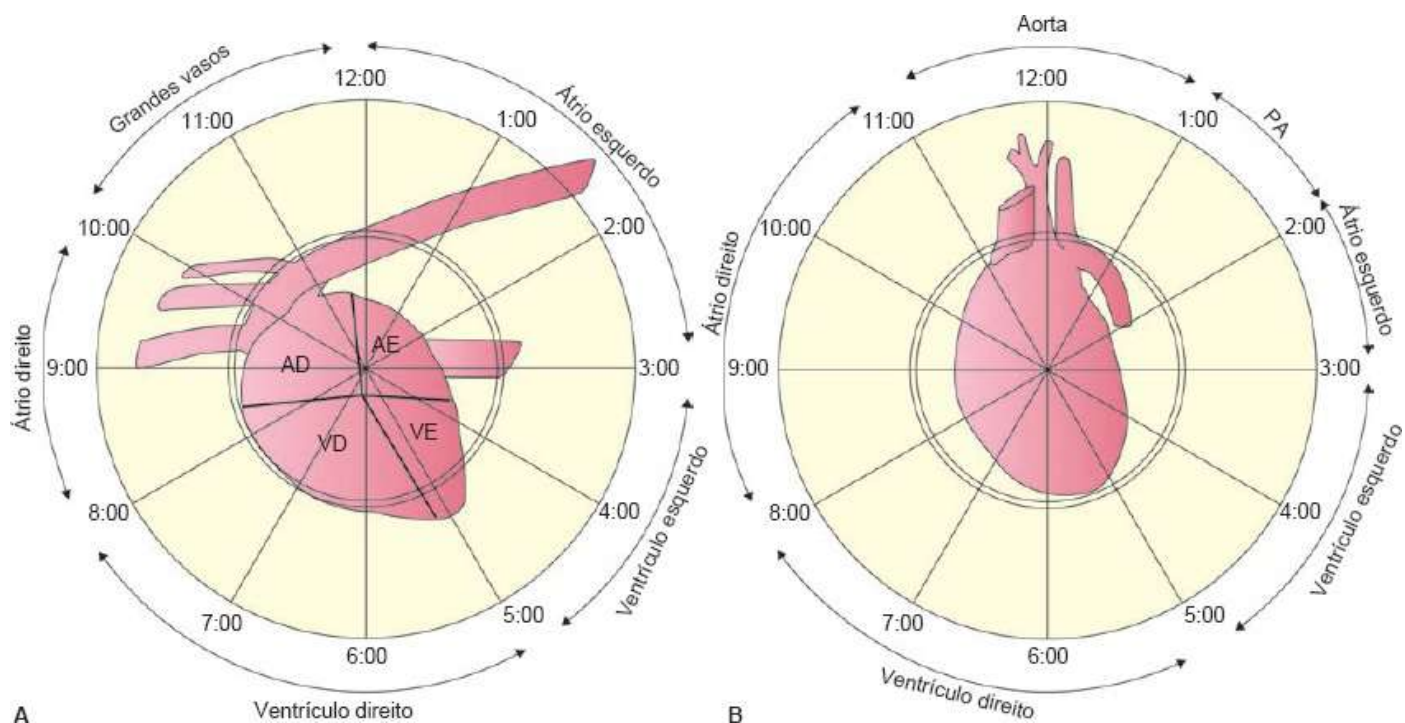 Grandes vasos
12:00
Átrio esquerdo
1:00
2:00
3:00
Ventrículo esquerdo
4:00
5:00
6:00
Ventrículo direito
7:00
8:00
Átrio direito
9:00
10:00
11:00
AD
AE
VD
VE
A
Aorta
12:00
PA
1:00
2:00
Átrio esquerdo
3:00
Ventrículo esquerdo
4:00
5:00
6:00
Ventrículo direito
7:00
8:00
Átrio direito
9:00
10:00
11:00
B